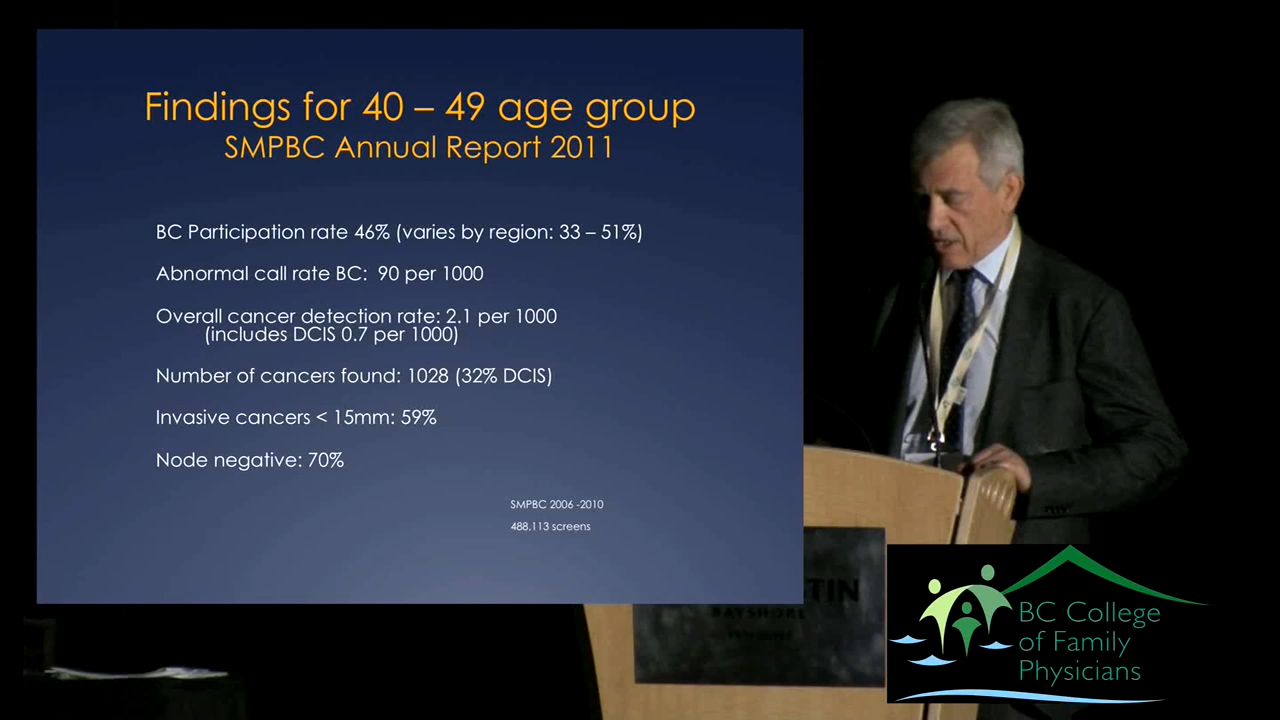 Findings for 40 – 49 age group
SMPBC Annual Report 2011
BC Participation rate 46% (varies by region: 33 – 51%)
Abnormal call rate BC: 90 per 1000
Overall cancer detection rate: 2.1 per 1000
(includes DCIS 0.7 per 1000)
Number of cancers found: 1028 (32% DCIS)
Invasive cancers < 15mm: 59%
Node negative: 70%
SMPBC 2006 -2010
488,113 screens
TIN
BAYSHORE
BC College
of Family
Physicians